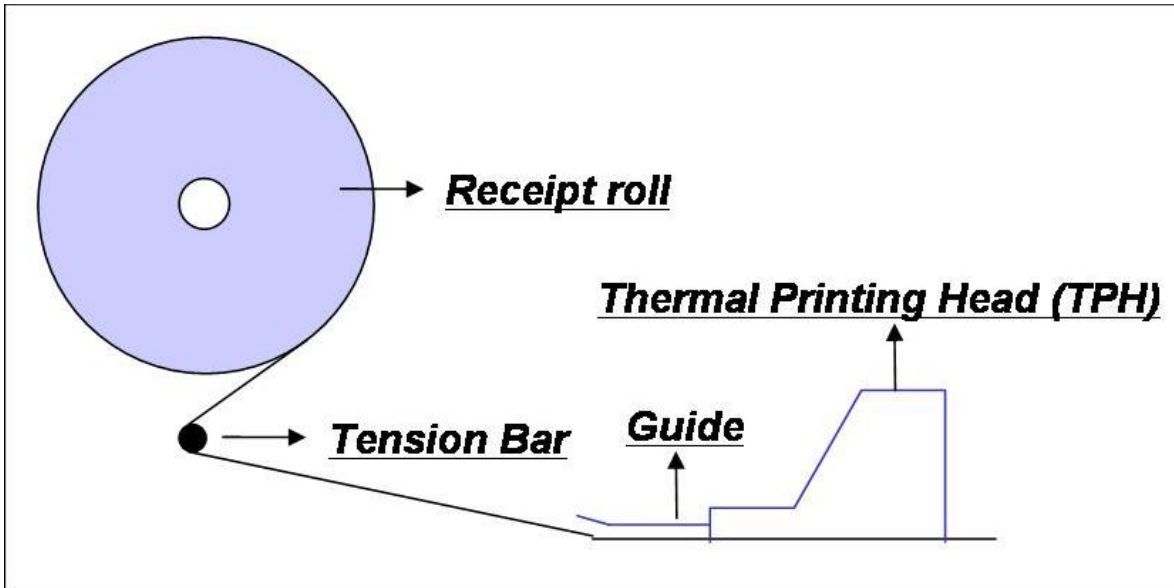 Receipt roll
Thermal Printing Head (TPH)
Guide
Tension Bar